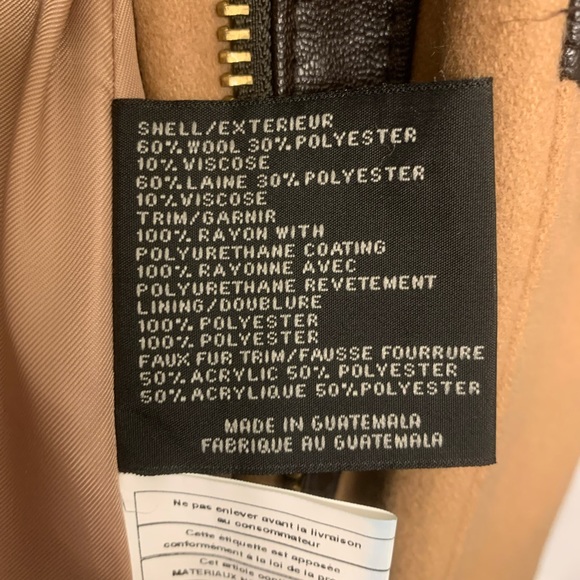 SHELL/EXTERIEUR
60% WOOL 30% POLYESTER
10% VISCOSE
60% LAINE 30% POLYESTER
10% VISCOSE
TRIM/GARNIR
100% RAYON WITH
POLYURETHANE COATING
100% RAYONNE AVEC
POLYURETHANE REVETEMENT
LINING/DOUBLURE
100% POLYESTER
100% POLYESTER
FAUX FUR TRIM/FAUSSE FOURRURE
50% ACRYLIC 50% POLYESTER
50% ACRYLIQUE 50% POLYESTER
MADE IN GUATEMALA
FABRIQUE AU GUATEMALA
Ne pas enlever avant la livraison
au consommateur
Cette étiquette est apposée
conformément à la loi de la
Cet article
MATERIAUX